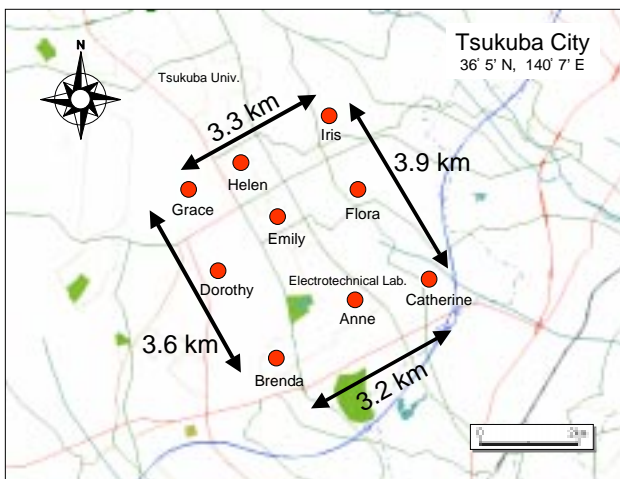 Tsukuba City
36° 5' N, 140° 7' E
N
Tsukuba Univ.
3.3 km
Iris
3.9 km
Helen
Grace
Flora
Emily
Dorothy
Electrotechnical Lab.
Catherine
Anne
3.6 km
Brenda
3.2 km
0